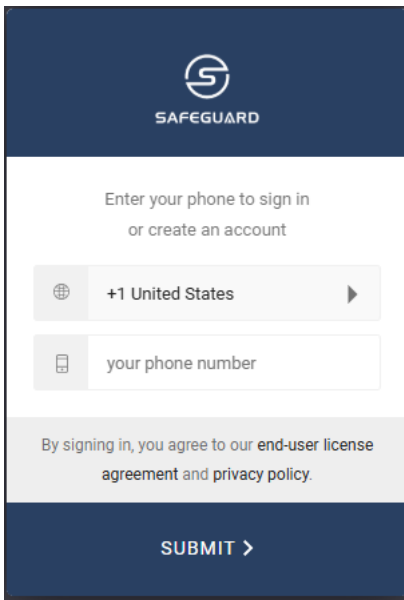 SAFEGUARD
Enter your phone to sign in
or create an account
+1 United States
your phone number
By signing in, you agree to our end-user license
agreement and privacy policy.
SUBMIT